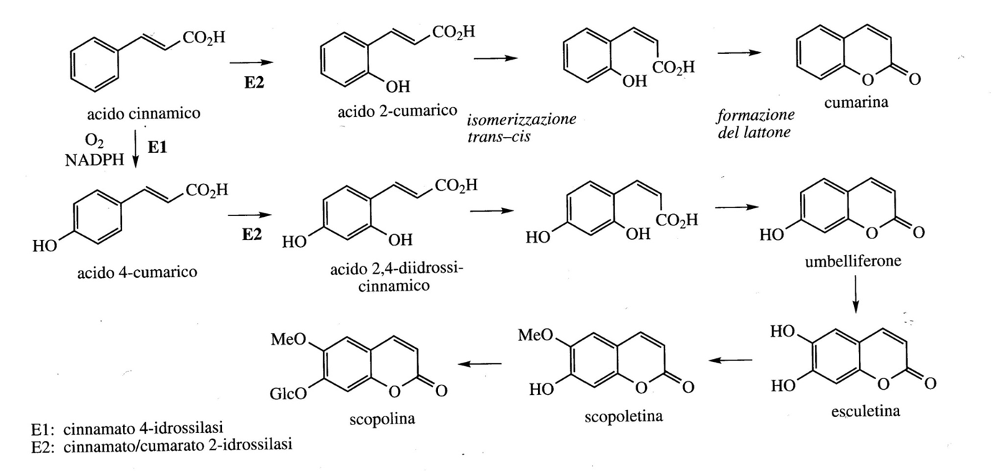 CO₂H
CO₂H
CO₂H
OH
OH
O
O
E2
acido cinnamico
acido 2-cumarico
isomerizzazione
trans–cis
formazione
del lattone
cumarina
O₂
NADPH
E1
CO₂H
HO
E2
CO₂H
HO
OH
CO₂H
HO
OH
HO
O
O
acido 4-cumarico
acido 2,4-diidrossi-
cinnamico
umbelliferone
MeO
GlcO
O
O
scopolina
MeO
HO
O
O
scopoletina
HO
HO
O
O
esculetina
E1: cinnamato 4-idrossilasi
E2: cinnamato/cumarato 2-idrossilasi